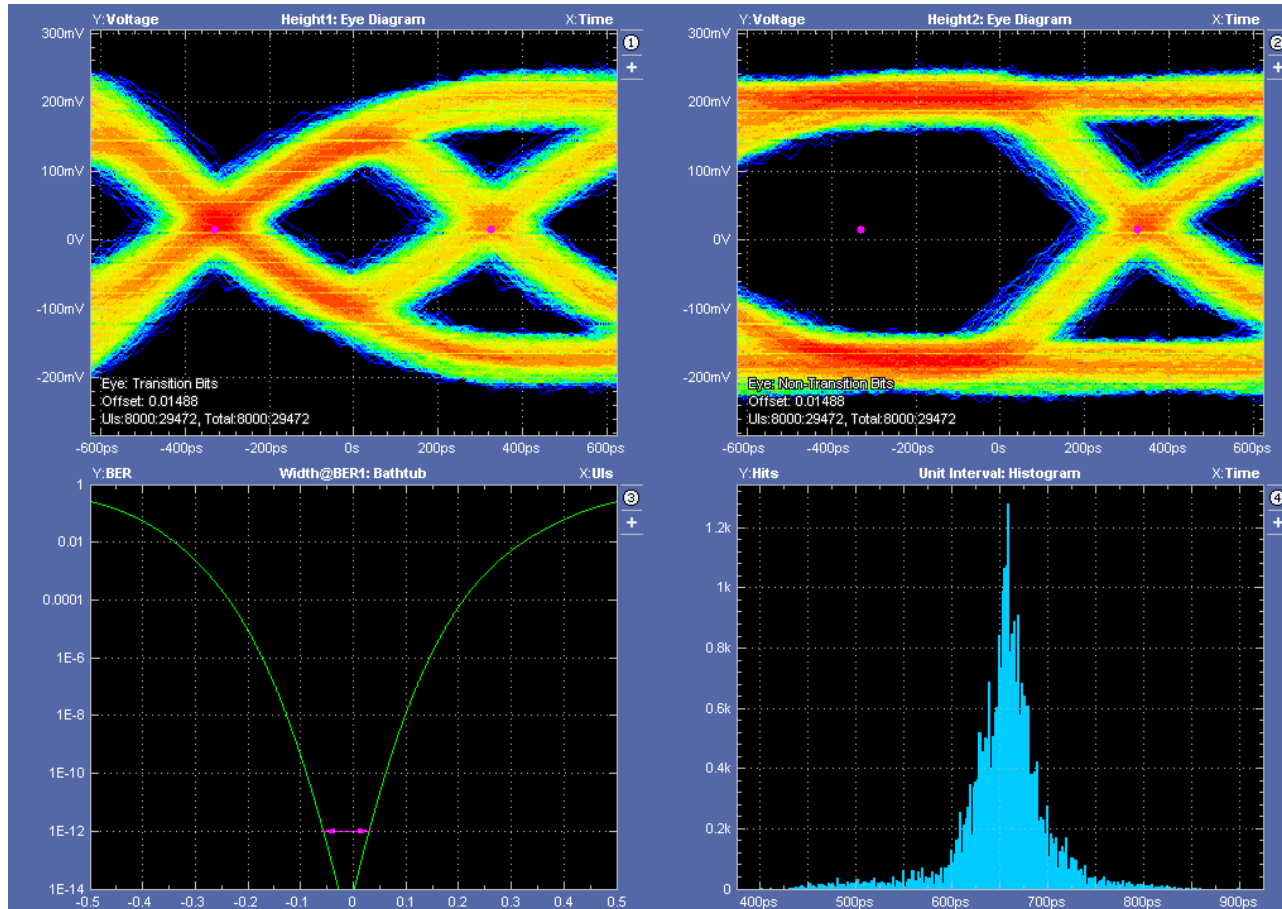 Y:Voltage Height1: Eye Diagram X:Time
300mV
200mV
100mV
0V
-100mV
-200mV
Eye: Transition Bits
Offset: 0.01488
UIs:8000:29472, Total:8000:29472
-600ps -400ps -200ps 0s 200ps 400ps 600ps
1
+
Y:Voltage Height2: Eye Diagram X:Time
300mV
200mV
100mV
0V
-100mV
-200mV
Eye: Non-Transition Bits
Offset: 0.01488
UIs:8000:29472, Total:8000:29472
-600ps -400ps -200ps 0s 200ps 400ps 600ps
2
+
Y:BER Width@BER1: Bathtub X:UIs
1
0.01
0.0001
1E-6
1E-8
1E-10
1E-12
1E-14
-0.5 -0.4 -0.3 -0.2 -0.1 0 0.1 0.2 0.3 0.4 0.5
3
+
Y:Hits Unit Interval: Histogram X:Time
1.2k
1k
0.8k
0.6k
0.4k
0.2k
0
400ps 500ps 600ps 700ps 800ps 900ps
4
+